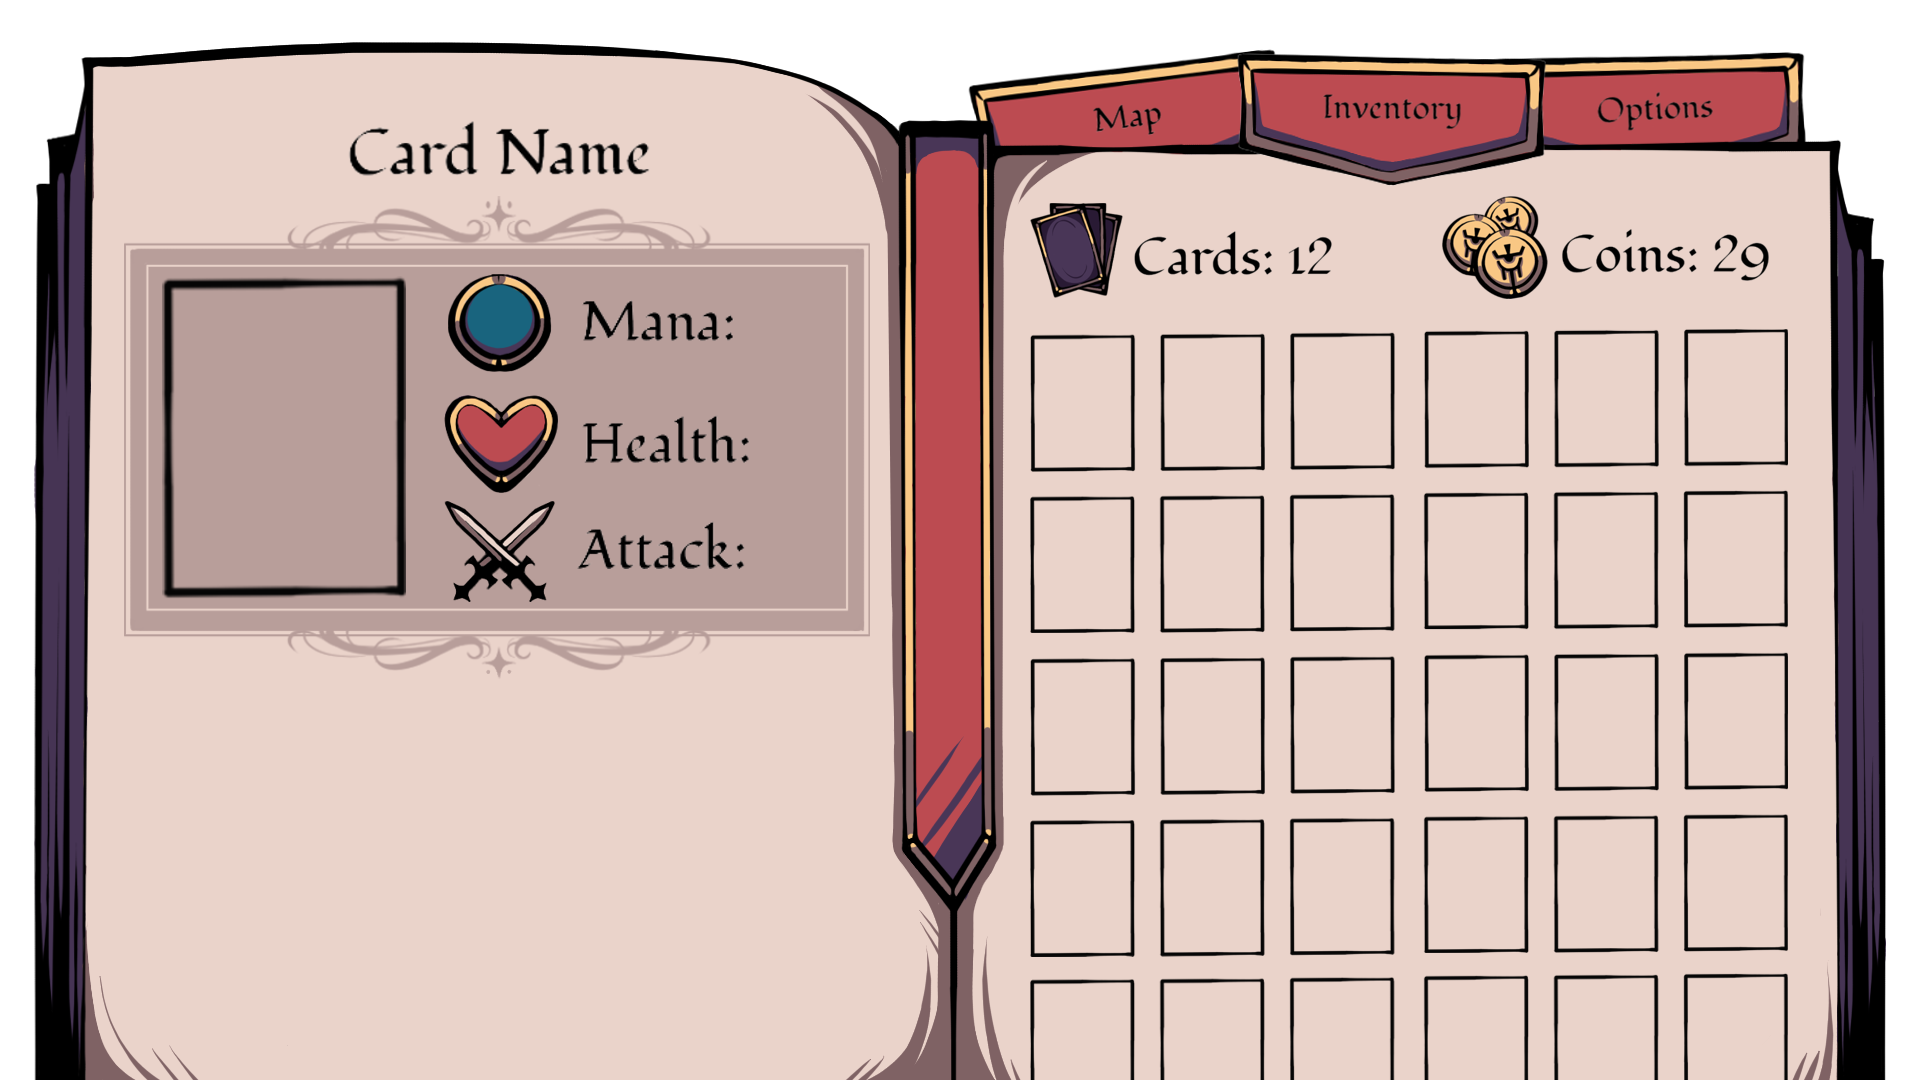 Card Name
Mana:
Health:
Attack:
Map
Inventory
Options
Cards: 12
Coins: 29